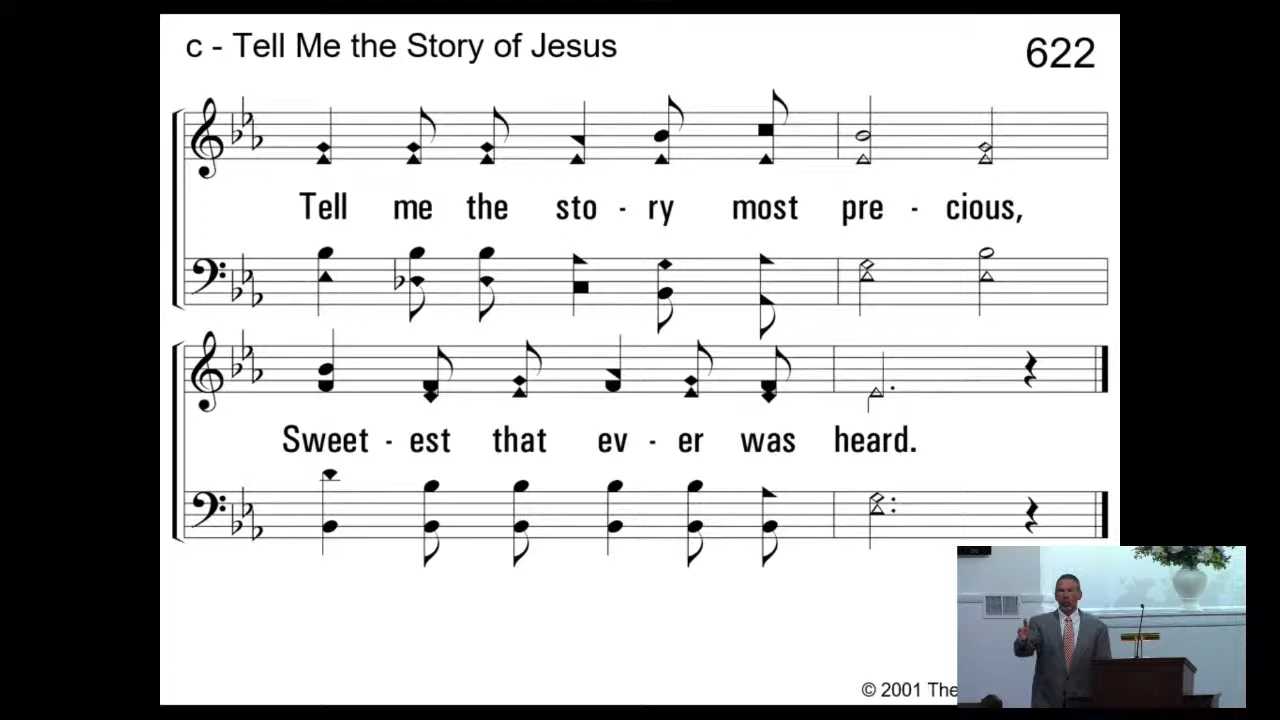 c - Tell Me the Story of Jesus
622
Tell me the sto - ry most pre - cious,
Sweet - est that ev - er was heard.
© 2001 The